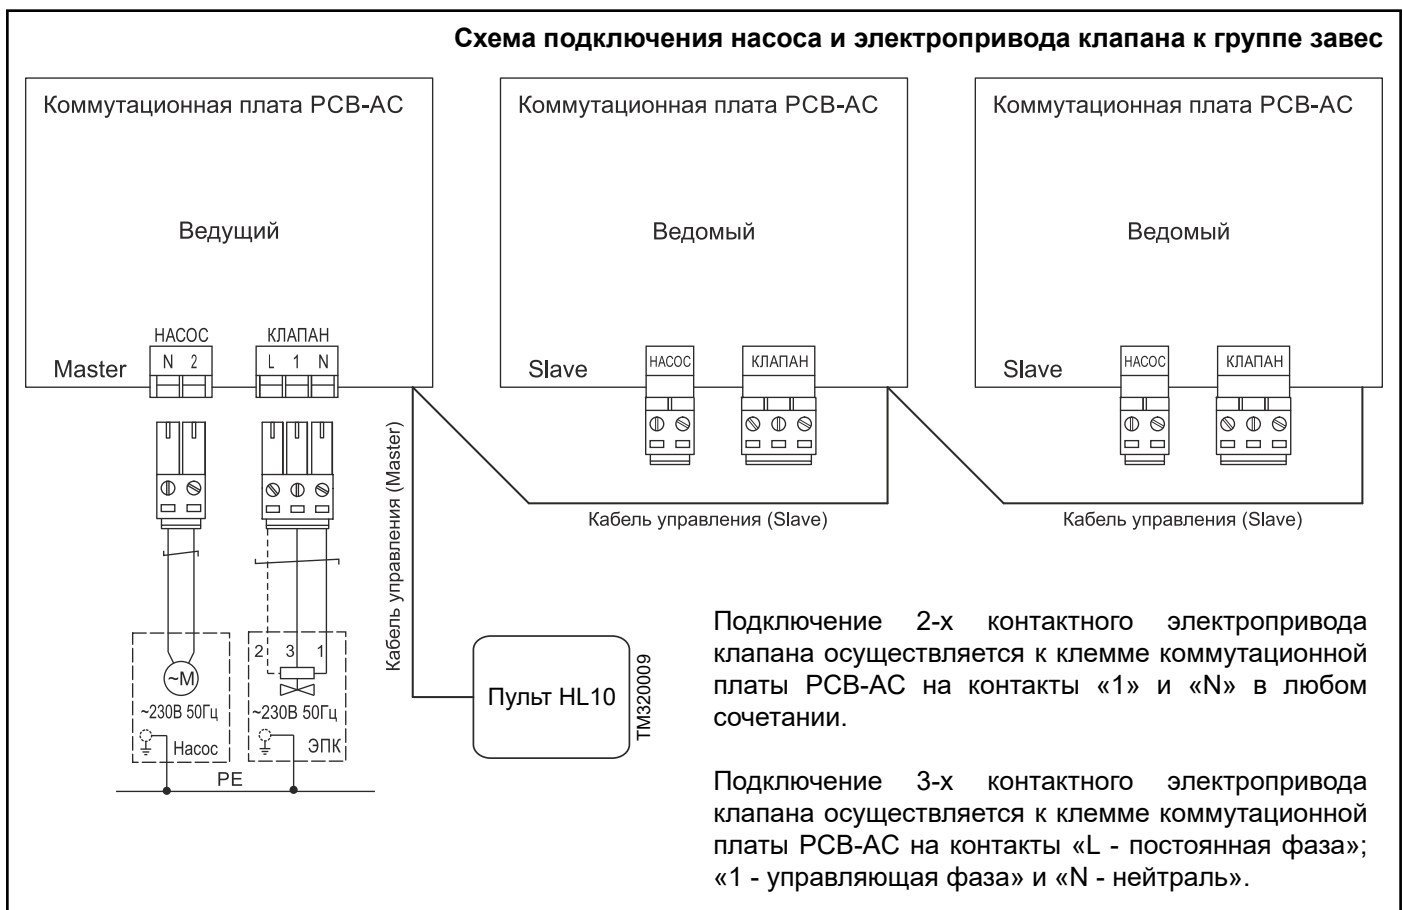 Схема подключения насоса и электропривода клапана к группе завес
Коммутационная плата PCB-AC
Ведущий
НАСОС
КЛАПАН
Master
N 2
L 1 N
Коммутационная плата PCB-AC
Ведомый
Slave
НАСОС
КЛАПАН
Коммутационная плата PCB-AC
Ведомый
Slave
НАСОС
КЛАПАН
Кабель управления (Master)
Кабель управления (Slave)
Кабель управления (Slave)
~M
~230В 50Гц
Насос
2 3 1
~230В 50Гц
ЭПК
PE
Пульт HL10
TM320009
Подключение 2-х контактного электропривода
клапана осуществляется к клемме коммутационной
платы PCB-AC на контакты «1» и «N» в любом
сочетании.
Подключение 3-х контактного электропривода
клапана осуществляется к клемме коммутационной
платы PCB-AC на контакты «L - постоянная фаза»;
«1 - управляющая фаза» и «N - нейтраль».